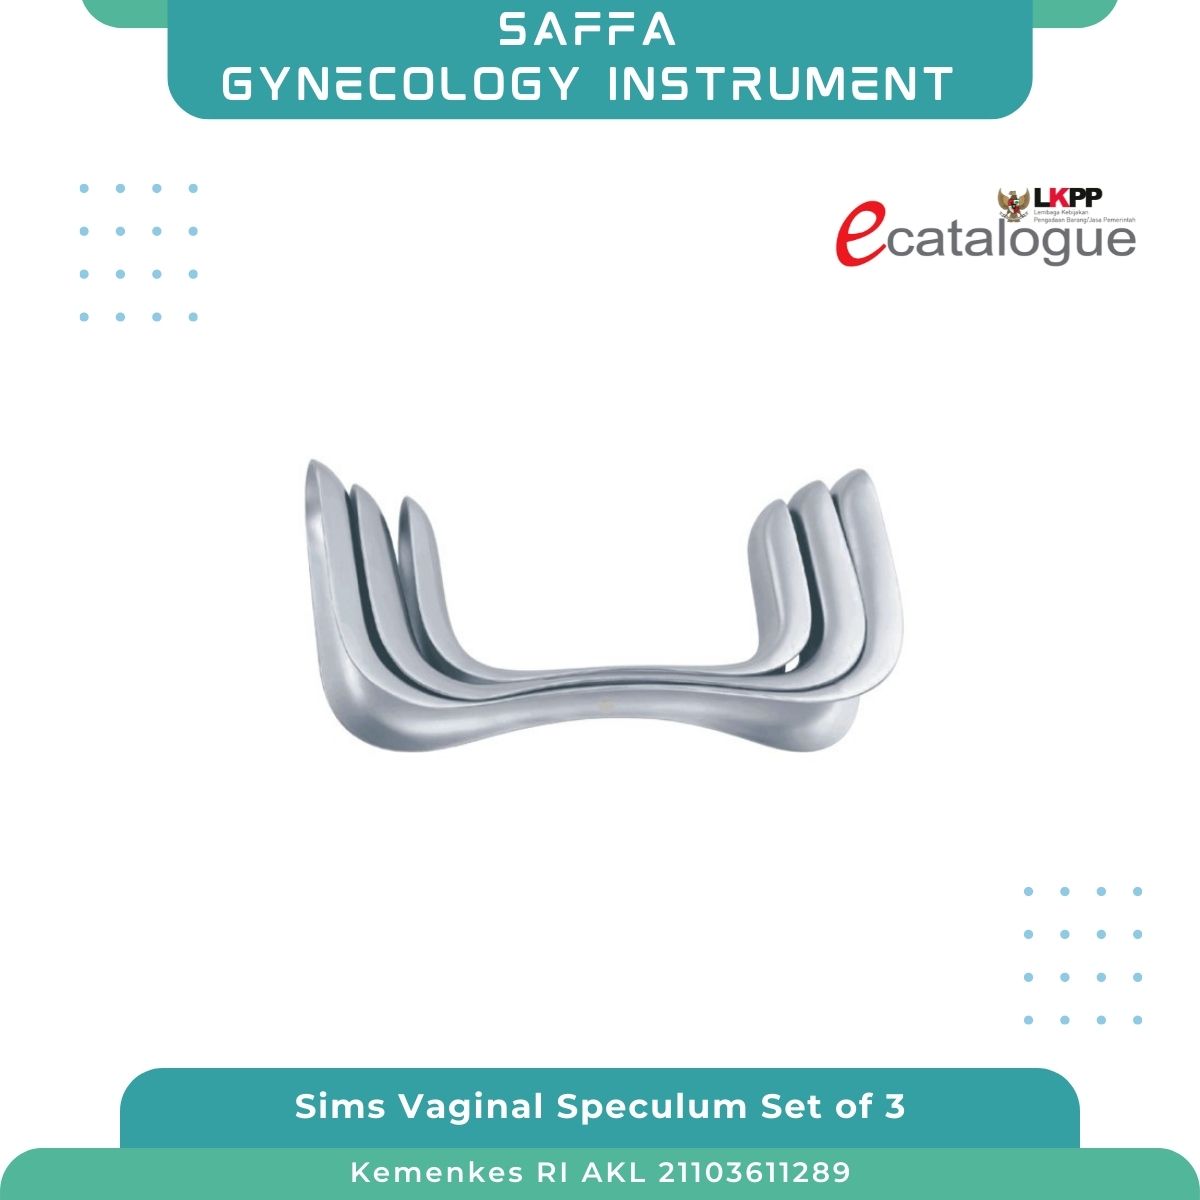 SAFFA
GYNECOLOGY INSTRUMENT
LKPP
Lembaga Kebijakan
Pengadaan Barang/Jasa Pemerintah
ecatalogue
Sims Vaginal Speculum Set of 3
Kemenkes RI AKL 21103611289